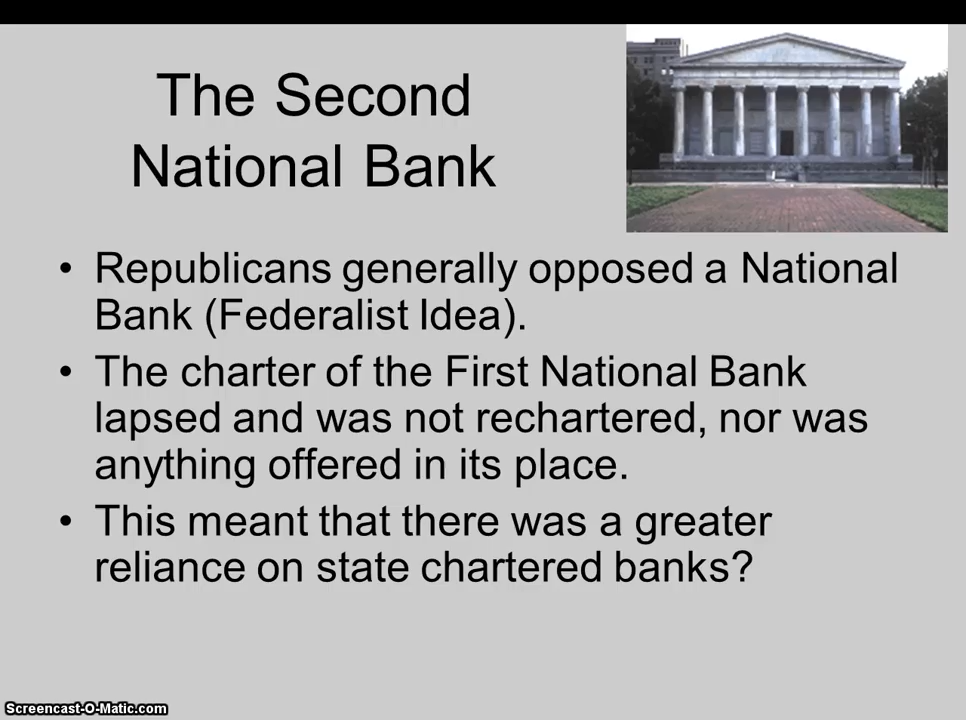 The Second
National Bank
• Republicans generally opposed a National
Bank (Federalist Idea).
• The charter of the First National Bank
lapsed and was not rechartered, nor was
anything offered in its place.
• This meant that there was a greater
reliance on state chartered banks?
Screencast-O-Matic.com